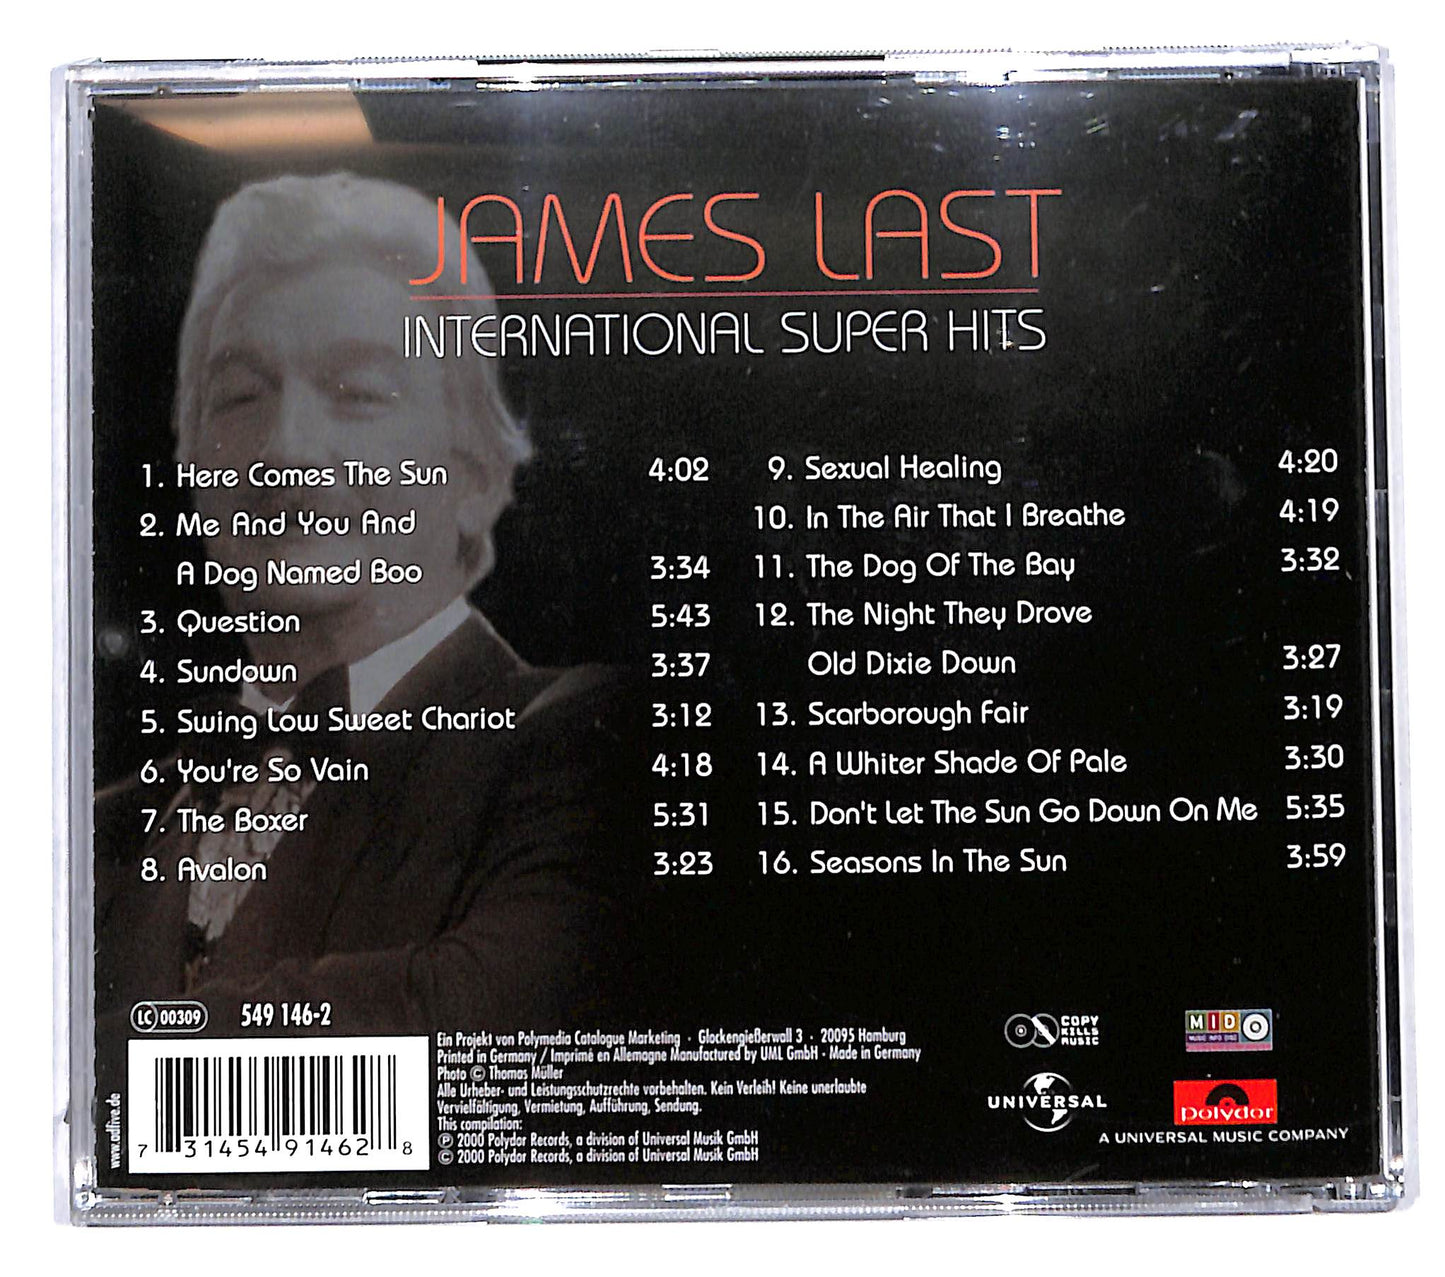 JAMES LAST
INTERNATIONAL SUPER HITS
1. Here Comes The Sun 4:02
2. Me And You And
A Dog Named Boo 3:34
3. Question 5:43
4. Sundown 3:37
5. Swing Low Sweet Chariot 3:12
6. You're So Vain 4:18
7. The Boxer 5:31
8. Avalon 3:23
9. Sexual Healing 4:20
10. In The Air That I Breathe 4:19
11. The Dog Of The Bay 3:32
12. The Night They Drove
Old Dixie Down 3:27
13. Scarborough Fair 3:19
14. A Whiter Shade Of Pale 3:30
15. Don't Let The Sun Go Down On Me 5:35
16. Seasons In The Sun 3:59
LC 00309 549 146-2
www.adfive.de
7 31454 91462 8
Ein Projekt von Polymedia Catalogue Marketing · Glockengießerwall 3 · 20095 Hamburg
Printed in Germany / Imprimé en Allemagne Manufactured by UML GmbH · Made in Germany
Photo © Thomas Müller
Alle Urheber- und Leistungsschutzrechte vorbehalten. Kein Verleih! Keine unerlaubte
Vervielfältigung, Vermietung, Aufführung, Sendung.
This compilation:
℗ 2000 Polydor Records, a division of Universal Musik GmbH
© 2000 Polydor Records, a division of Universal Musik GmbH
COPY
KILLS
MUSIC
MIDO
MUSIC INFO DISC
UNIVERSAL
polydor
A UNIVERSAL MUSIC COMPANY